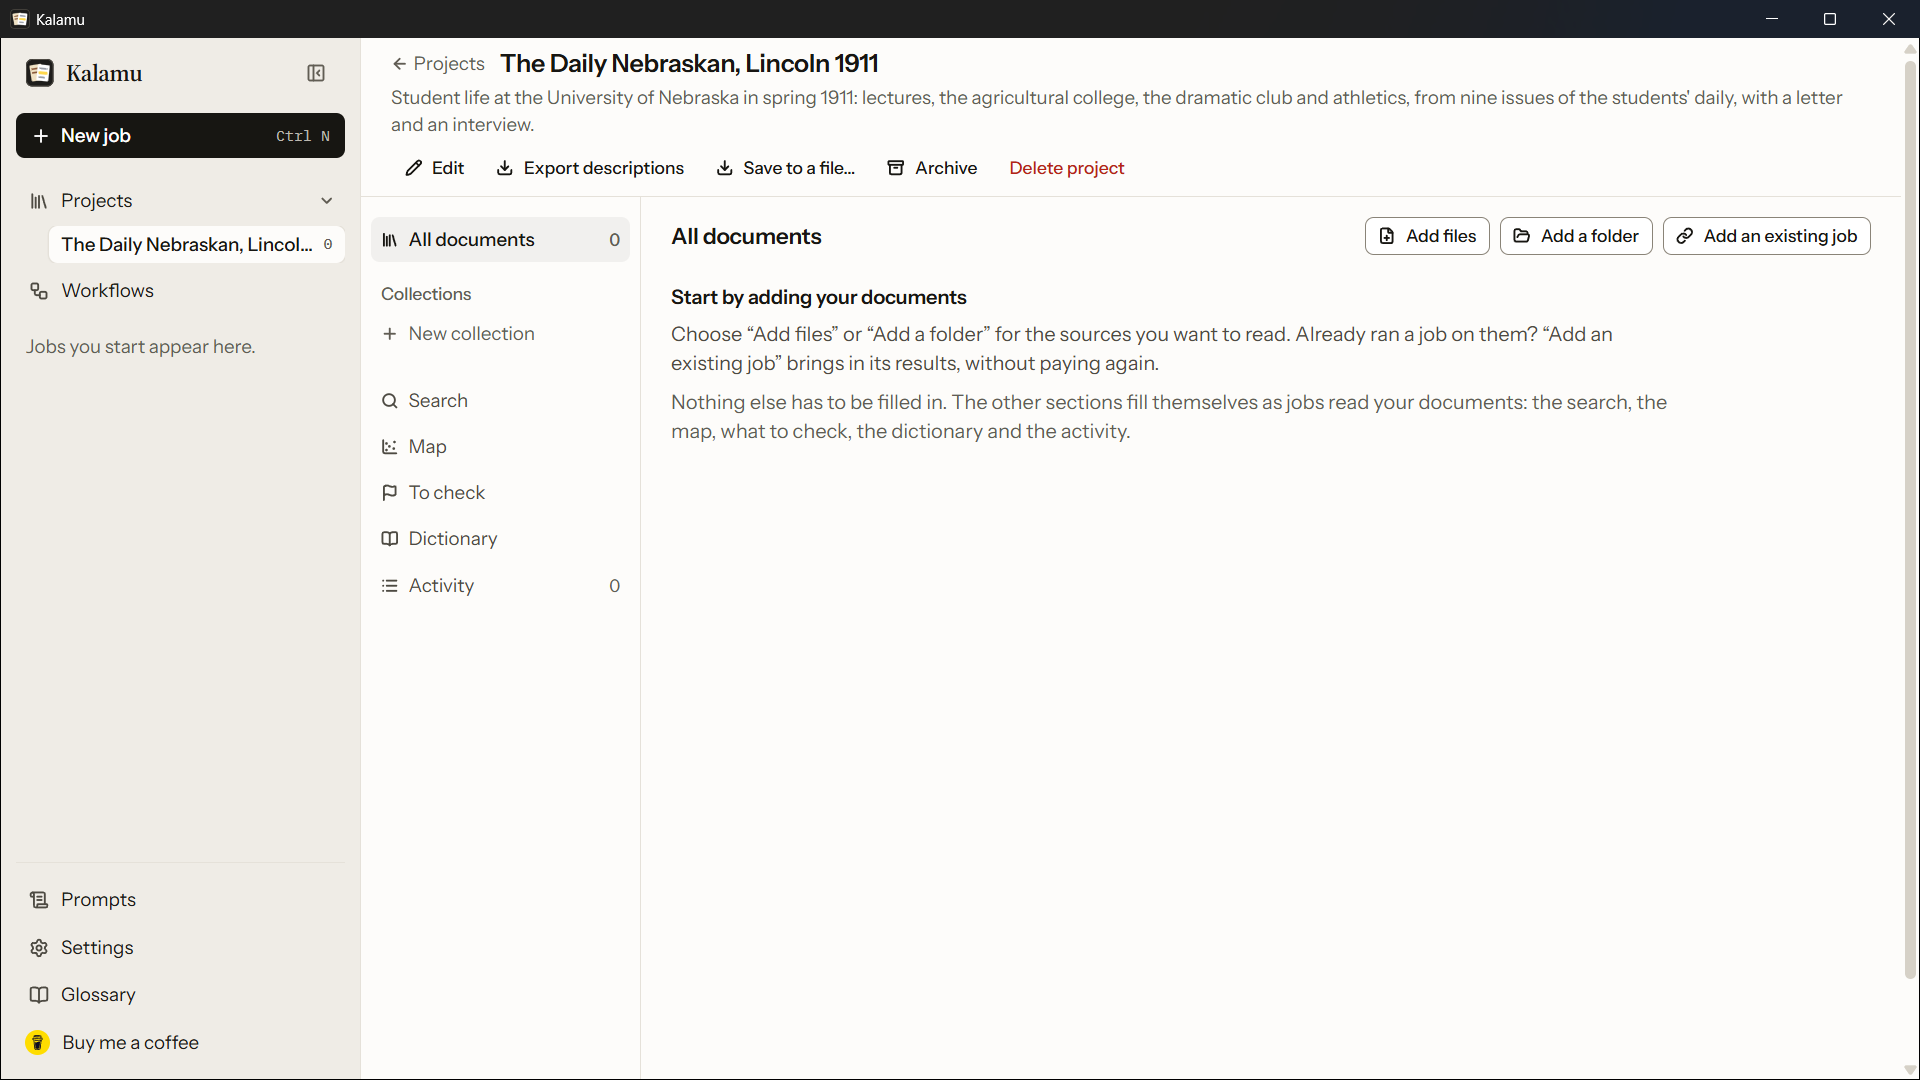 Kalamu
Kalamu
New job Ctrl N
Projects
The Daily Nebraskan, Lincol... 0
Workflows
Jobs you start appear here.
Prompts
Settings
Glossary
Buy me a coffee
Projects The Daily Nebraskan, Lincoln 1911
Student life at the University of Nebraska in spring 1911: lectures, the agricultural college, the dramatic club and athletics, from nine issues of the students' daily, with a letter
and an interview.
Edit Export descriptions Save to a file... Archive Delete project
All documents 0
Collections
New collection
Search
Map
To check
Dictionary
Activity 0
All documents Add files Add a folder Add an existing job
Start by adding your documents
Choose “Add files” or “Add a folder” for the sources you want to read. Already ran a job on them? “Add an
existing job” brings in its results, without paying again.
Nothing else has to be filled in. The other sections fill themselves as jobs read your documents: the search, the
map, what to check, the dictionary and the activity.